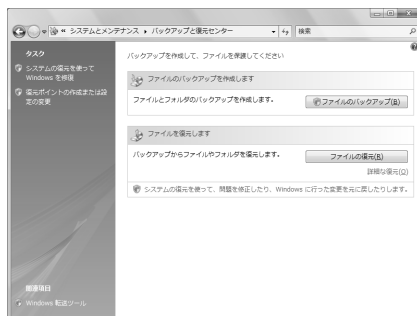 « システムとメンテナンス ▸ バックアップと復元センター
検索
タスク
システムの復元を使って
Windows を修復
復元ポイントの作成または設
定の変更
バックアップを作成して、ファイルを保護してください
ファイルのバックアップを作成します
ファイルとフォルダのバックアップを作成します。
ファイルのバックアップ(B)
ファイルを復元します
バックアップからファイルやフォルダを復元します。
ファイルの復元(R)
詳細な復元(O)
システムの復元を使って、問題を修正したり、Windows に行った変更を元に戻したりします。
関連項目
Windows 転送ツール